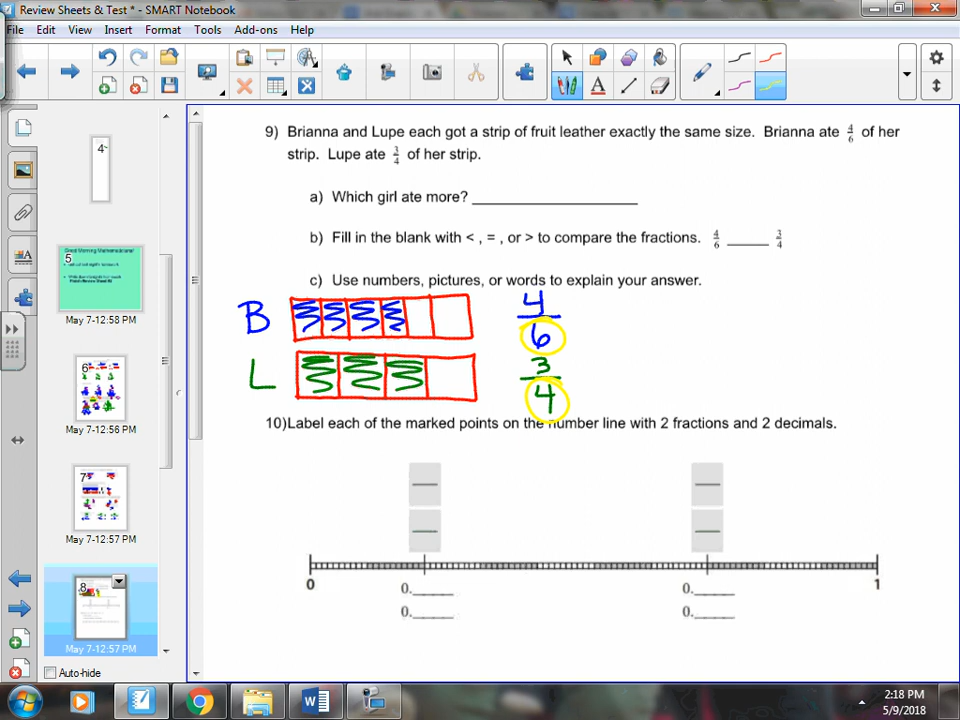 Review Sheets & Test * - SMART Notebook
File Edit View Insert Format Tools Add-ons Help
9) Brianna and Lupe each got a strip of fruit leather exactly the same size. Brianna ate 4/6 of her
strip. Lupe ate 3/4 of her strip.
a) Which girl ate more? ____________________
b) Fill in the blank with < , = , or > to compare the fractions. 4/6 _____ 3/4
c) Use numbers, pictures, or words to explain your answer.
B 4/6
L 3/4
10)Label each of the marked points on the number line with 2 fractions and 2 decimals.
0 1
0._____ 0._____
0._____ 0._____
4
5
May 7-12:58 PM
6
May 7-12:56 PM
7
May 7-12:57 PM
8
May 7-12:57 PM
Auto-hide
2:18 PM
5/9/2018